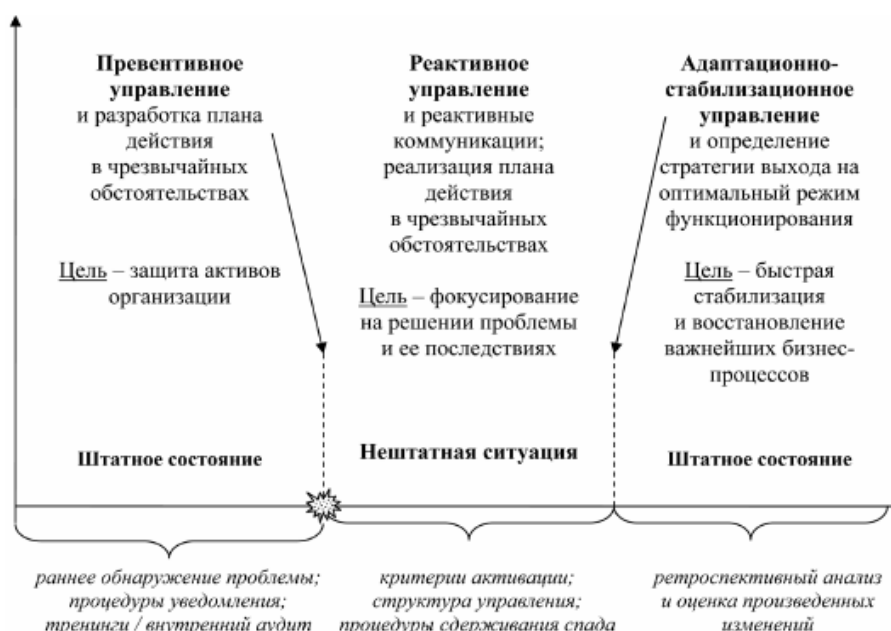 Превентивное
управление
и разработка плана
действия
в чрезвычайных
обстоятельствах
Цель – защита активов
организации
Штатное состояние
раннее обнаружение проблемы;
процедуры уведомления;
тренинги / внутренний аудит
Реактивное
управление
и реактивные
коммуникации;
реализация плана
действия
в чрезвычайных
обстоятельствах
Цель – фокусирование
на решении проблемы
и ее последствиях
Нештатная ситуация
критерии активации;
структура управления;
процедуры сдерживания спада
Адаптационно-
стабилизационное
управление
и определение
стратегии выхода на
оптимальный режим
функционирования
Цель – быстрая
стабилизация
и восстановление
важнейших бизнес-
процессов
Штатное состояние
ретроспективный анализ
и оценка произведенных
изменений